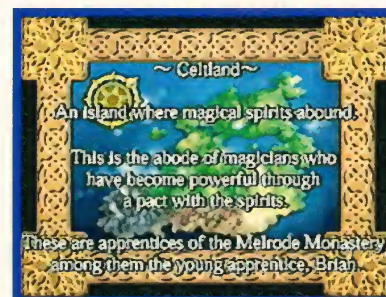 ~ Celtland ~
An island where magical spirits abound.
This is the abode of magicians who
have become powerful through
a pact with the spirits.
These are apprentices of the Melrode Monastery
among them the young apprentice, Brian.